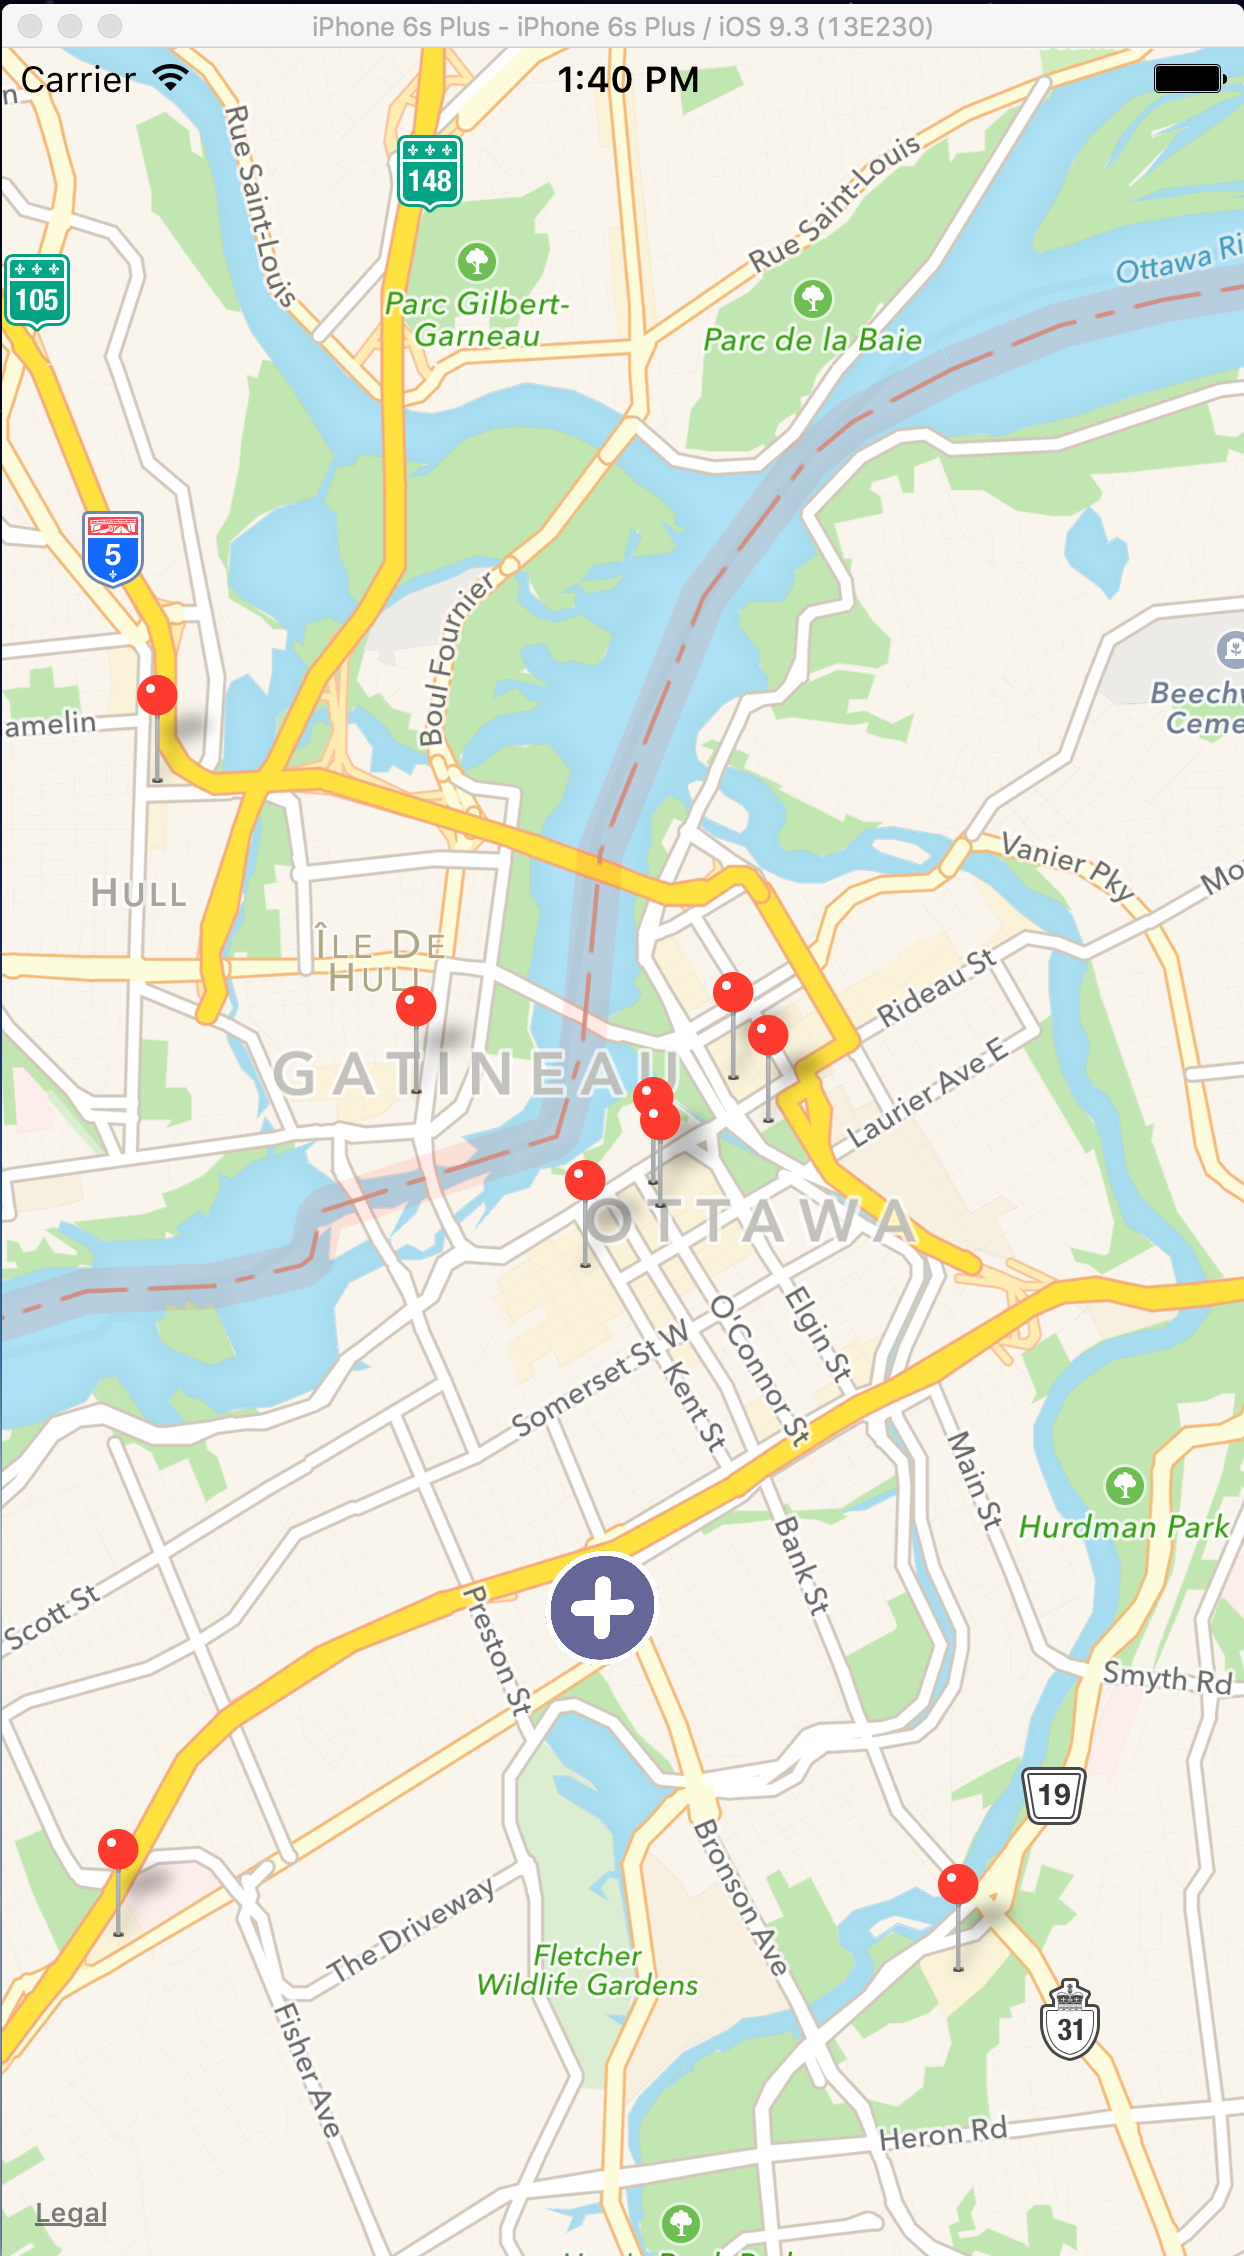 iPhone 6s Plus - iPhone 6s Plus / iOS 9.3 (13E230)
Carrier 1:40 PM
n
Rue Saint-Louis
148
Rue Saint-Louis
105
Parc Gilbert-
Garneau
Parc de la Baie
Ottawa Ri
5
Boul Fournier
amelin
Beechw
Ceme
Vanier Pky
Mo
HULL
ÎLE DE
HULL
Rideau St
GATINEAU
Laurier Ave E
OTTAWA
Elgin St
O'Connor St
Somerset St W
Kent St
Main St
Hurdman Park
Bank St
Scott St
Preston St
Smyth Rd
19
Bronson Ave
The Driveway
Fletcher
Wildlife Gardens
31
Fisher Ave
Heron Rd
Legal